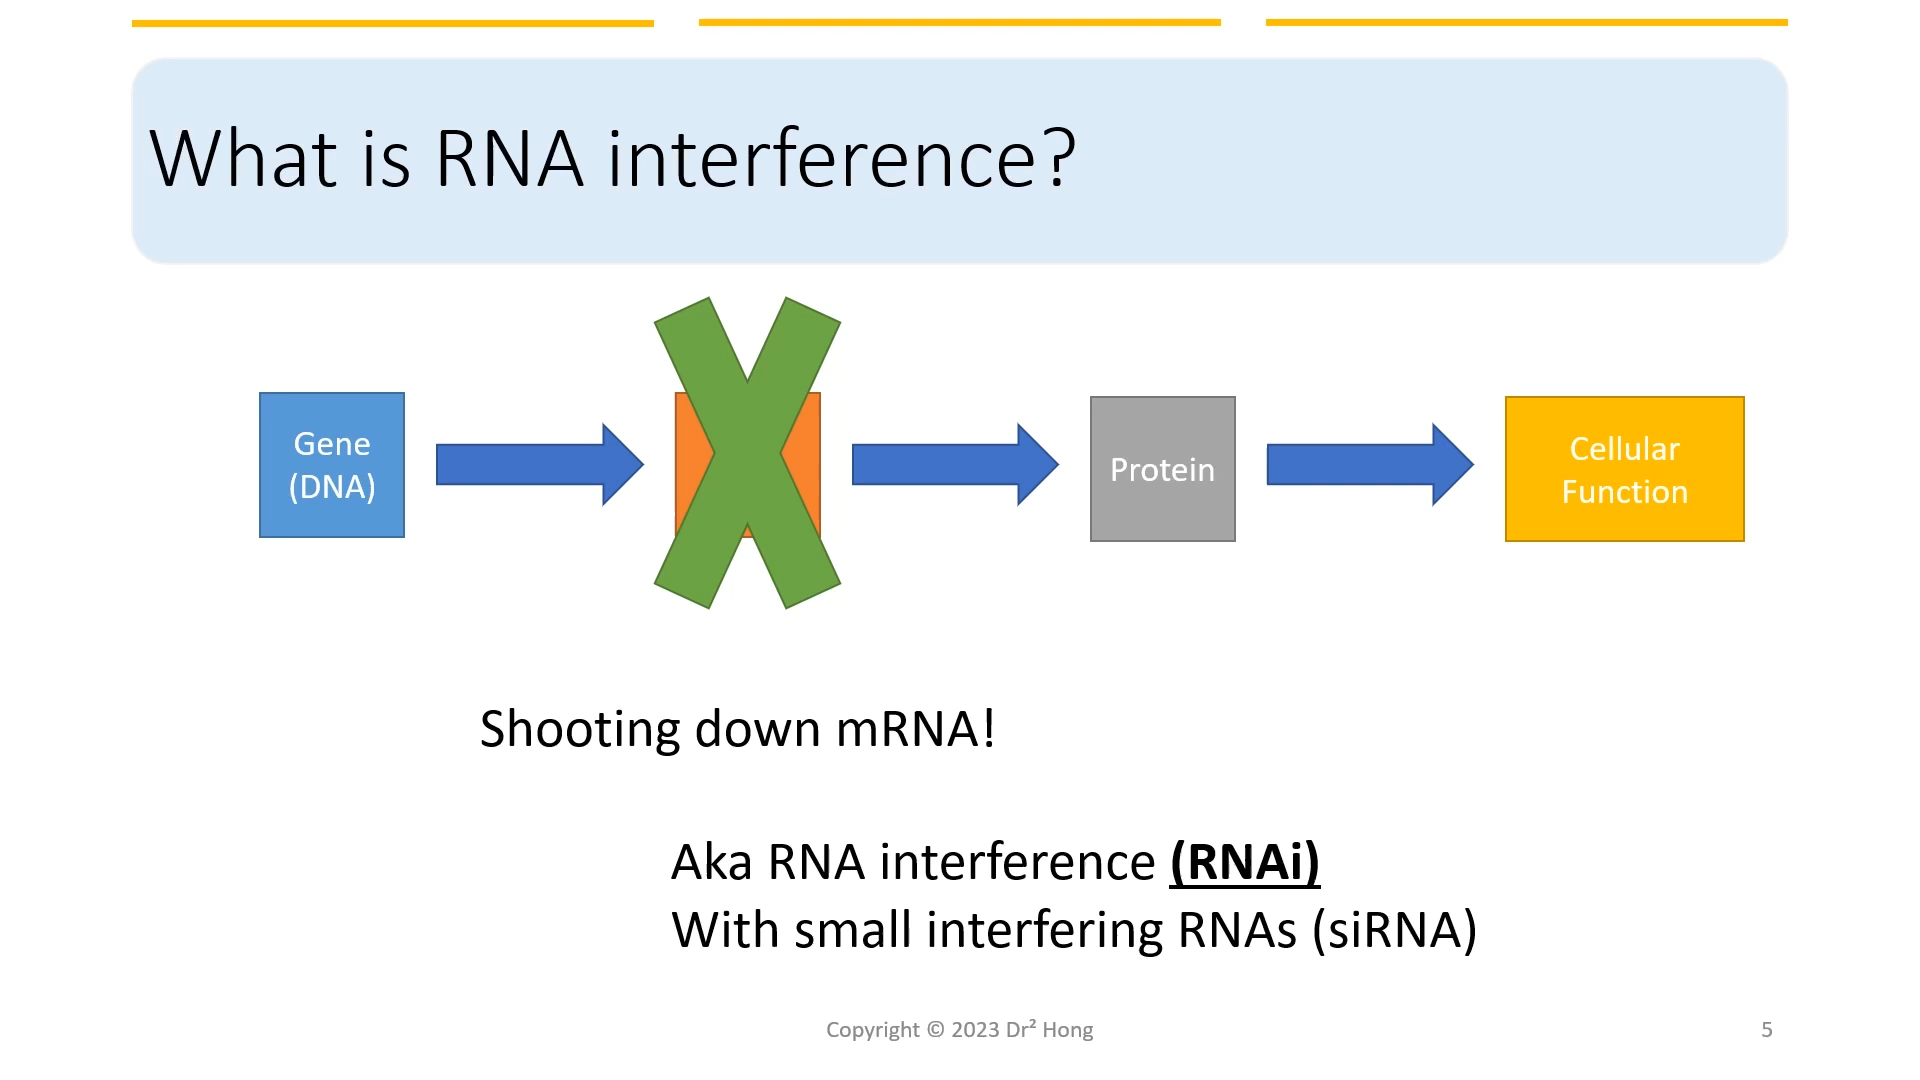 What is RNA interference?
Gene
(DNA)
Protein
Cellular
Function
Shooting down mRNA!
Aka RNA interference (RNAi)
With small interfering RNAs (siRNA)
Copyright © 2023 Dr² Hong
5